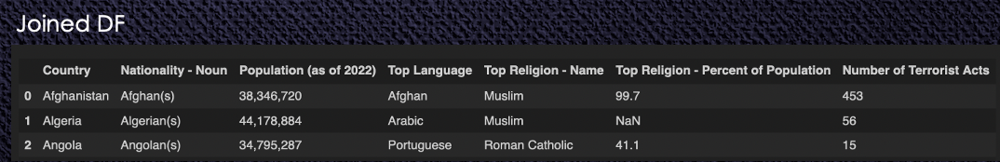 Joined DF
Country Nationality - Noun Population (as of 2022) Top Language Top Religion - Name Top Religion - Percent of Population Number of Terrorist Acts
0 Afghanistan Afghan(s) 38,346,720 Afghan Muslim 99.7 453
1 Algeria Algerian(s) 44,178,884 Arabic Muslim NaN 56
2 Angola Angolan(s) 34,795,287 Portuguese Roman Catholic 41.1 15